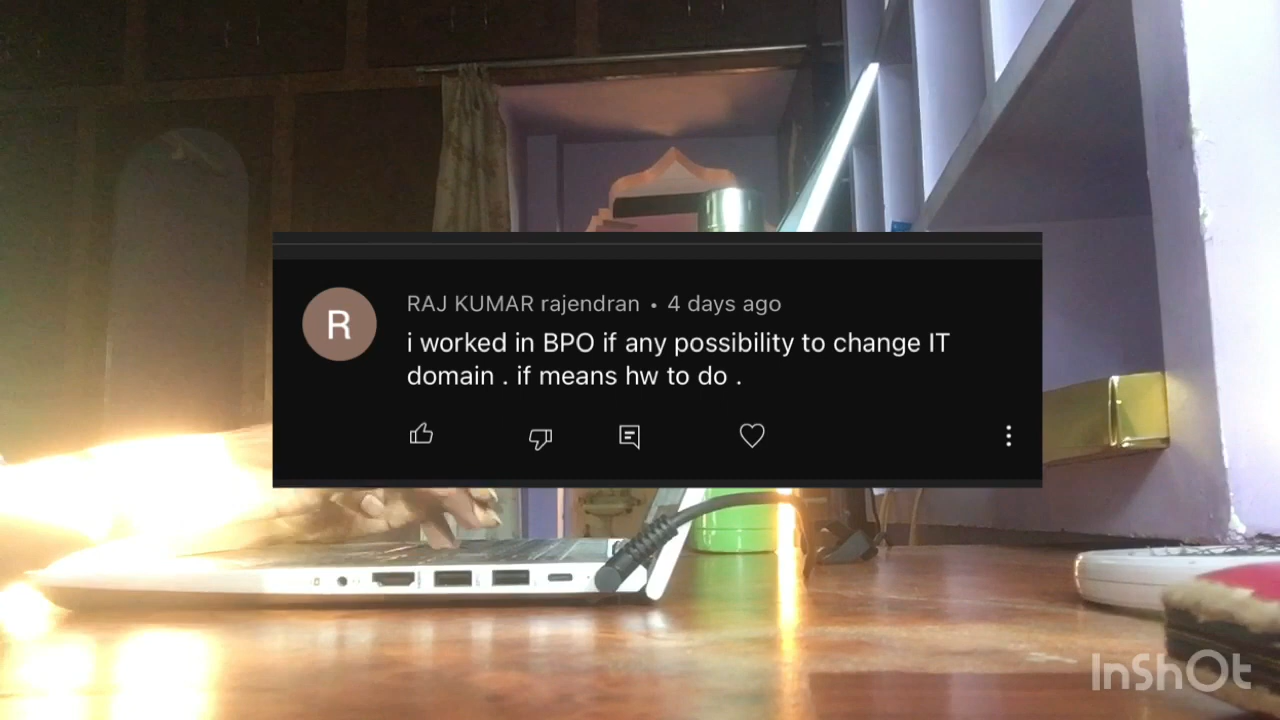 R
RAJ KUMAR rajendran • 4 days ago
i worked in BPO if any possibility to change IT
domain . if means hw to do .
InShOt